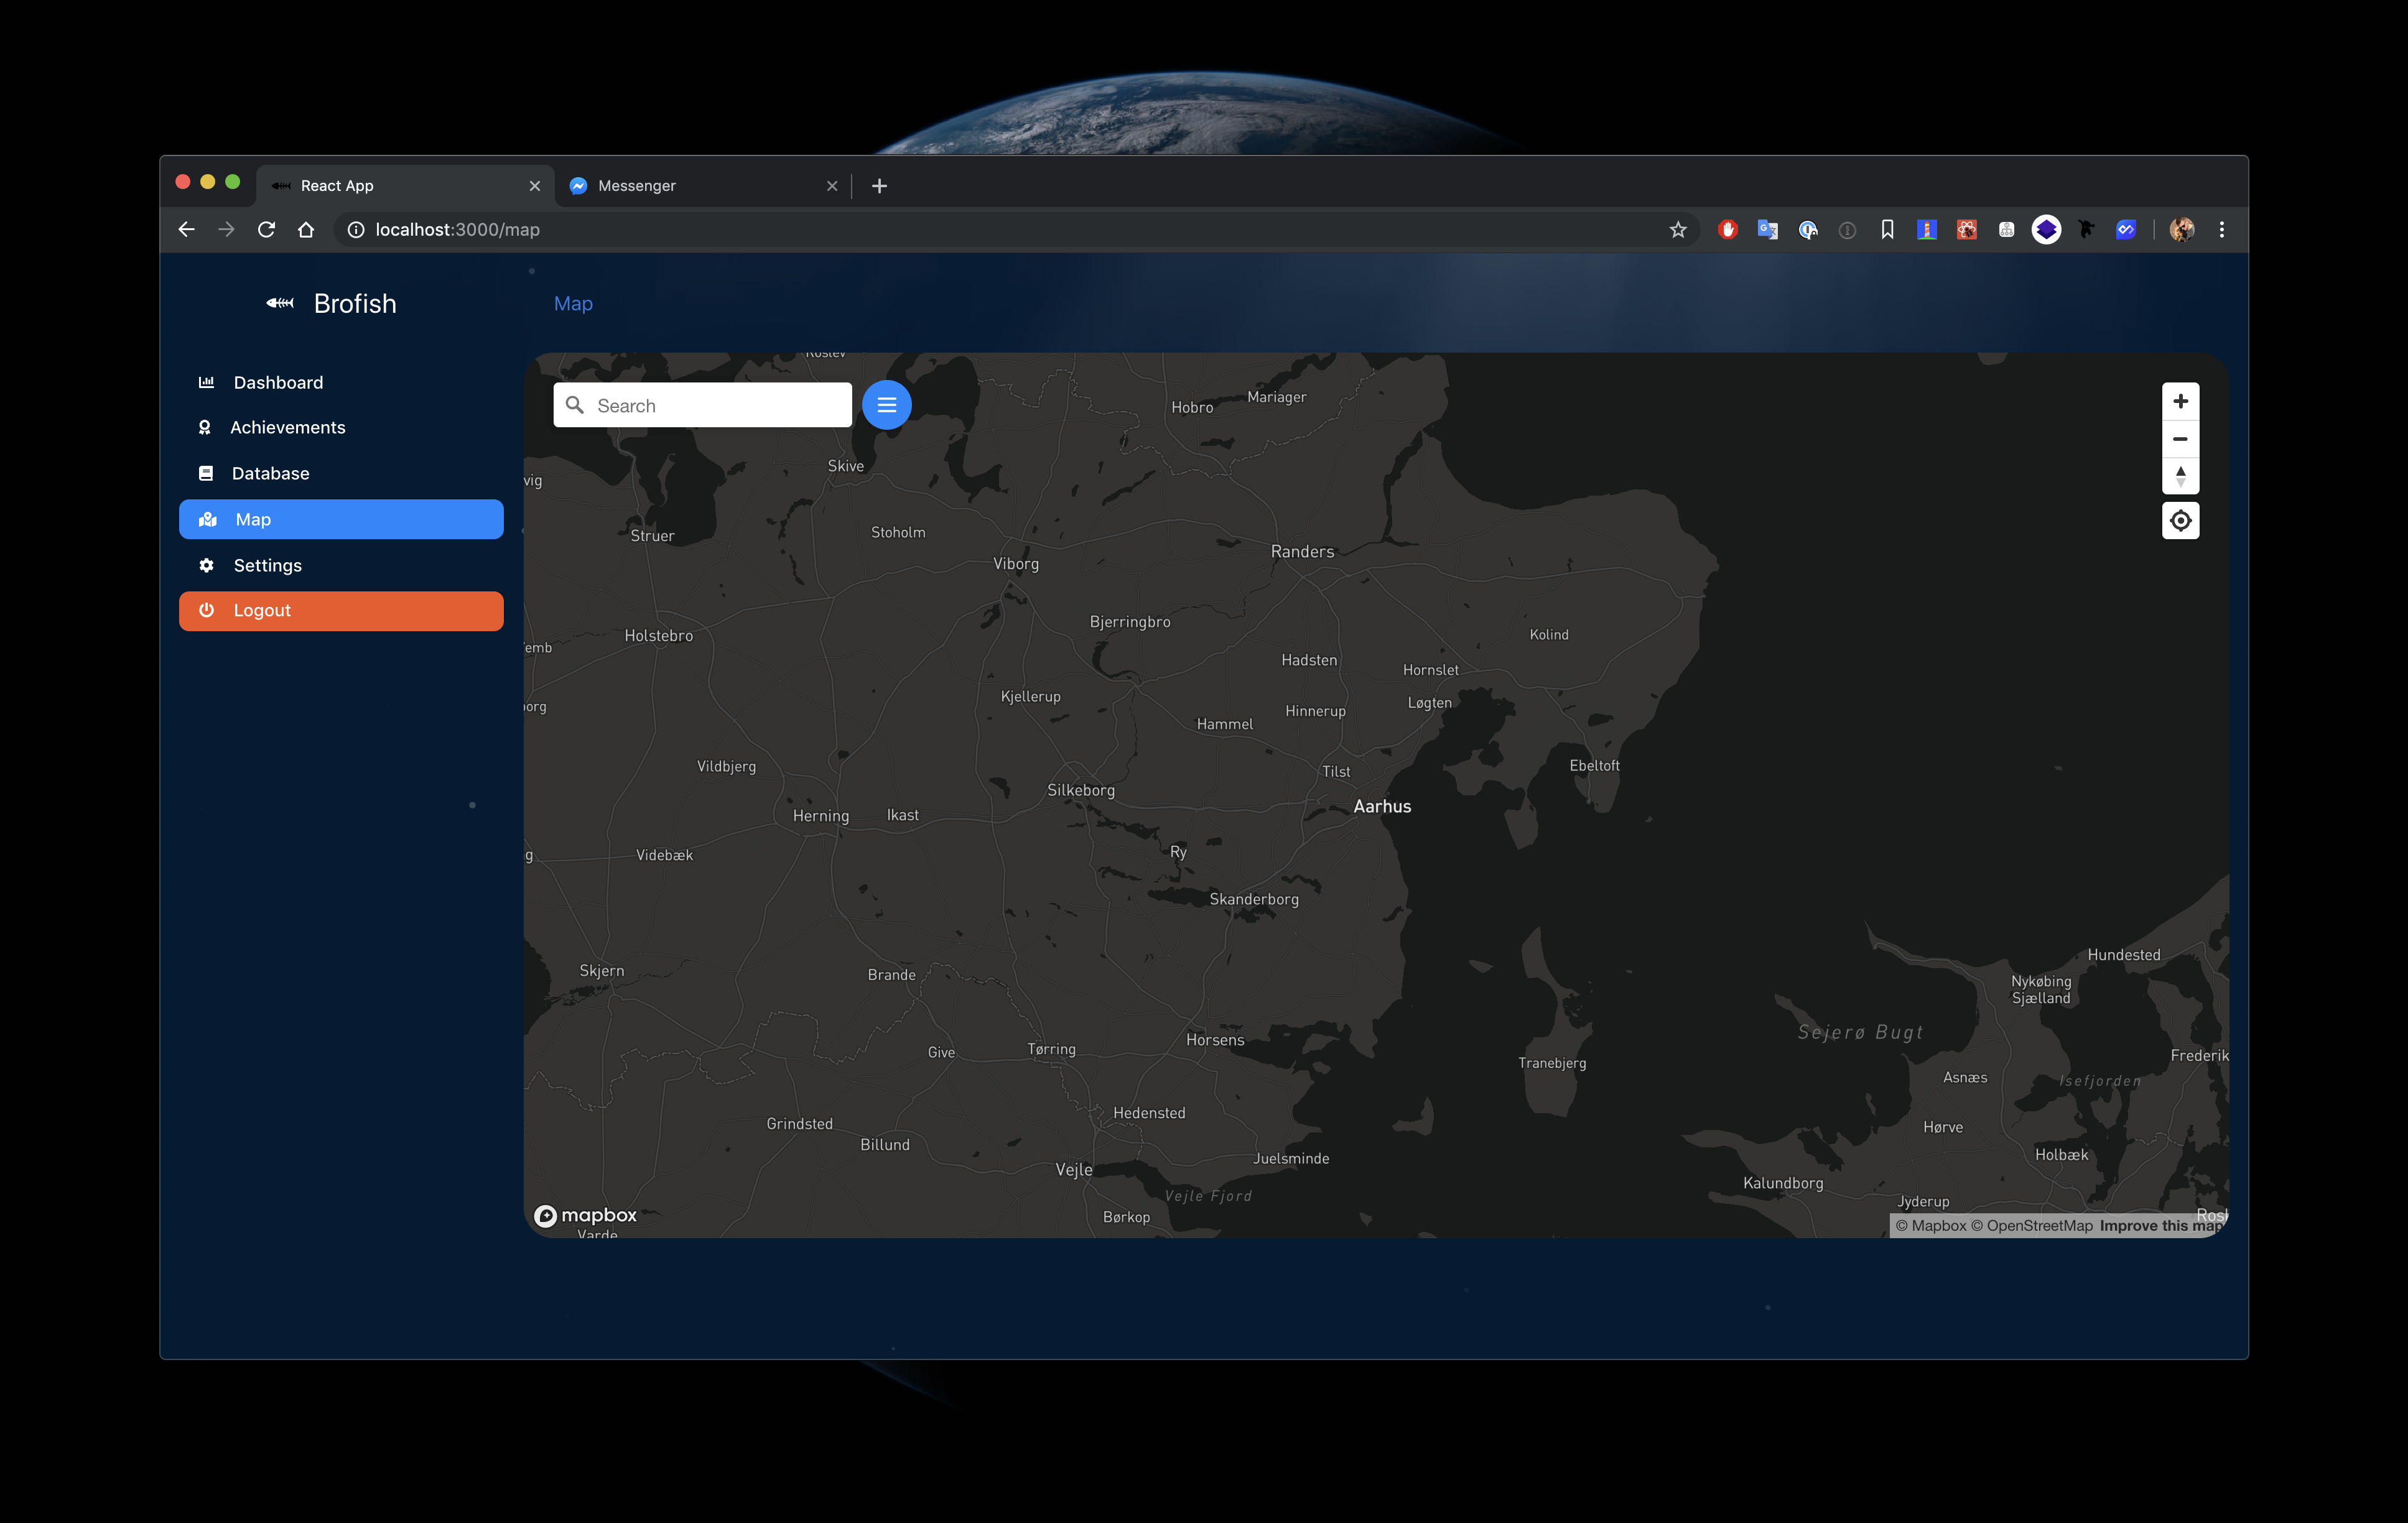 React App
Messenger
localhost:3000/map
Brofish
Map
Dashboard
Achievements
Database
Map
Settings
Logout
Search
Roslev
Hobro
Mariager
Skive
vig
Struer
Stoholm
Viborg
Randers
Bjerringbro
Holstebro
Kolind
emb
Hadsten
Hornslet
Kjellerup
Løgten
org
Hinnerup
Hammel
Vildbjerg
Tilst
Ebeltoft
Silkeborg
Aarhus
Herning
Ikast
g
Videbæk
Ry
Skanderborg
Hundested
Skjern
Brande
Nykøbing
Sjælland
Sejerø Bugt
Horsens
Give
Tørring
Frederik
Tranebjerg
Asnæs
Isefjorden
Hedensted
Grindsted
Hørve
Billund
Holbæk
Juelsminde
Vejle
Kalundborg
Vejle Fjord
Jyderup
mapbox
Børkop
Rosk
© Mapbox © OpenStreetMap Improve this map
Varde